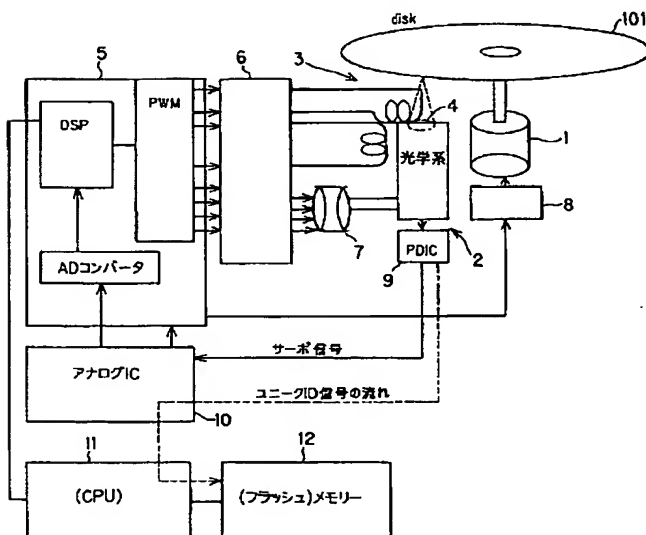 disk
101
3
5
6
PWM
DSP
4
1
光学系
8
7
PDIC
2
9
ADコンバータ
サーボ信号
アナログIC
ユニークID信号の流れ
10
11
12
(CPU)
(フラッシュ)メモリー